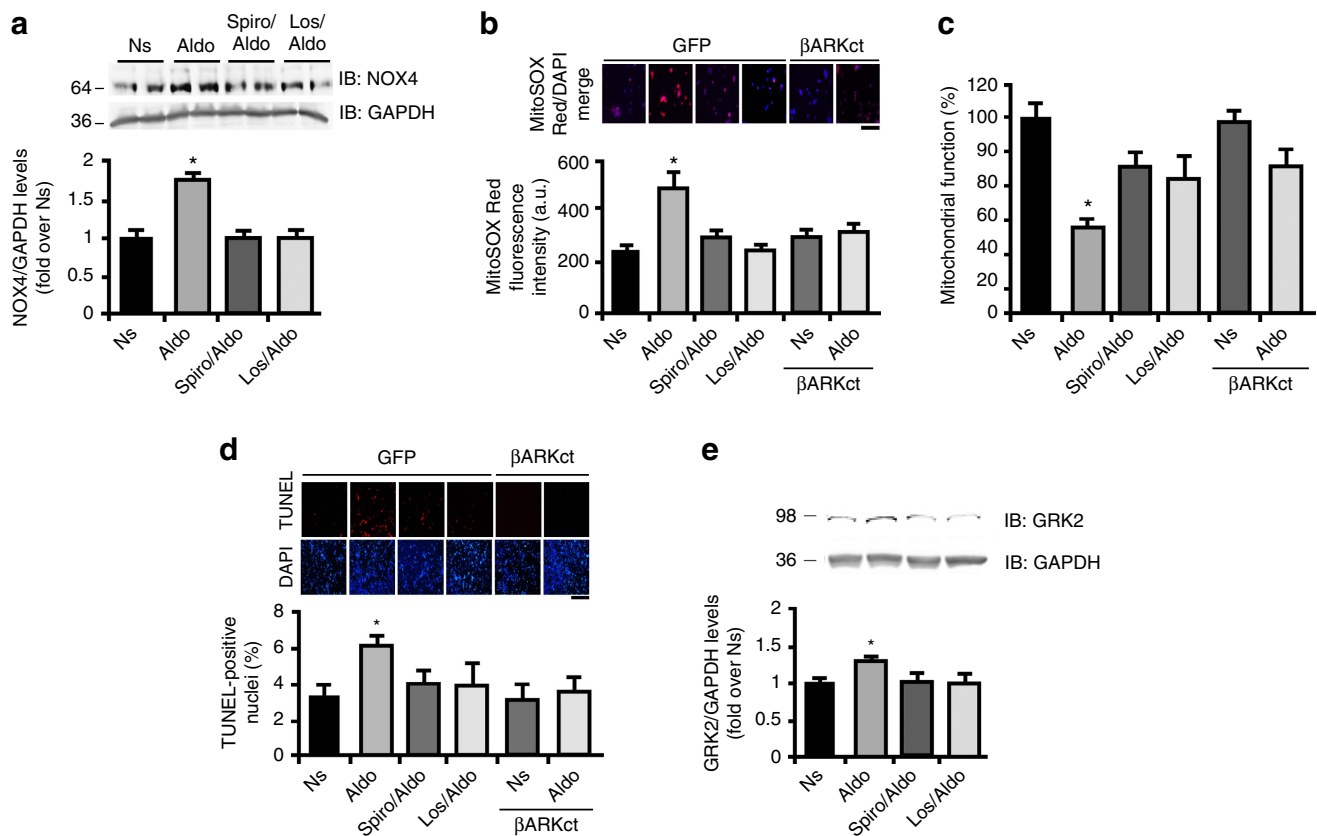 a
Ns Aldo Spiro/Aldo Los/Aldo
64 IB: NOX4
36 IB: GAPDH
NOX4/GAPDH levels
(fold over Ns)
2
1.5
1
0.5
0
*
Ns Aldo Spiro/Aldo Los/Aldo
b
GFP βARKct
MitoSOX
Red/DAPI
merge
MitoSOX Red
fluorescence
intensity (a.u.)
600
400
200
0
*
Ns Aldo Spiro/Aldo Los/Aldo Ns Aldo
βARKct
c
Mitochondrial function (%)
120
100
80
60
40
20
0
*
Ns Aldo Spiro/Aldo Los/Aldo Ns Aldo
βARKct
d
GFP βARKct
TUNEL
DAPI
TUNEL-positive
nuclei (%)
8
6
4
2
0
*
Ns Aldo Spiro/Aldo Los/Aldo Ns Aldo
βARKct
e
98 IB: GRK2
36 IB: GAPDH
GRK2/GAPDH levels
(fold over Ns)
2
1.5
1
0.5
0
*
Ns Aldo Spiro/Aldo Los/Aldo